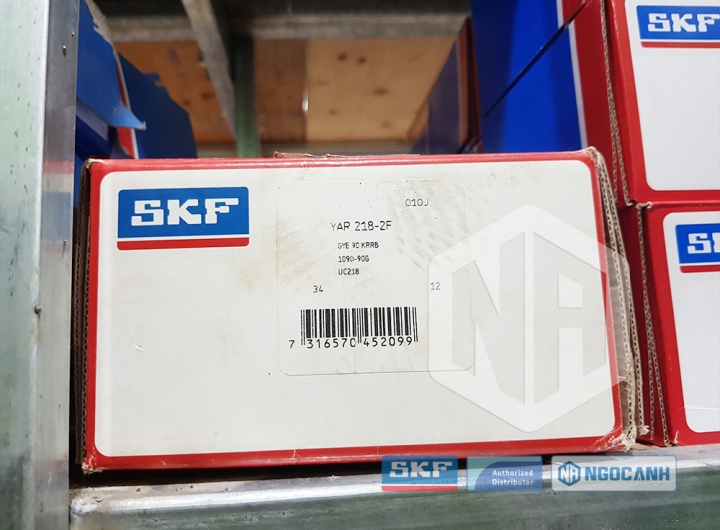 SKF
SKF
SKF
010J
YAR 218-2F
GYE 90 KRRB
1090-90G
UC218
34
12
7 316570 452099
NA
SKF
Authorized
Distributor
NGOCANH